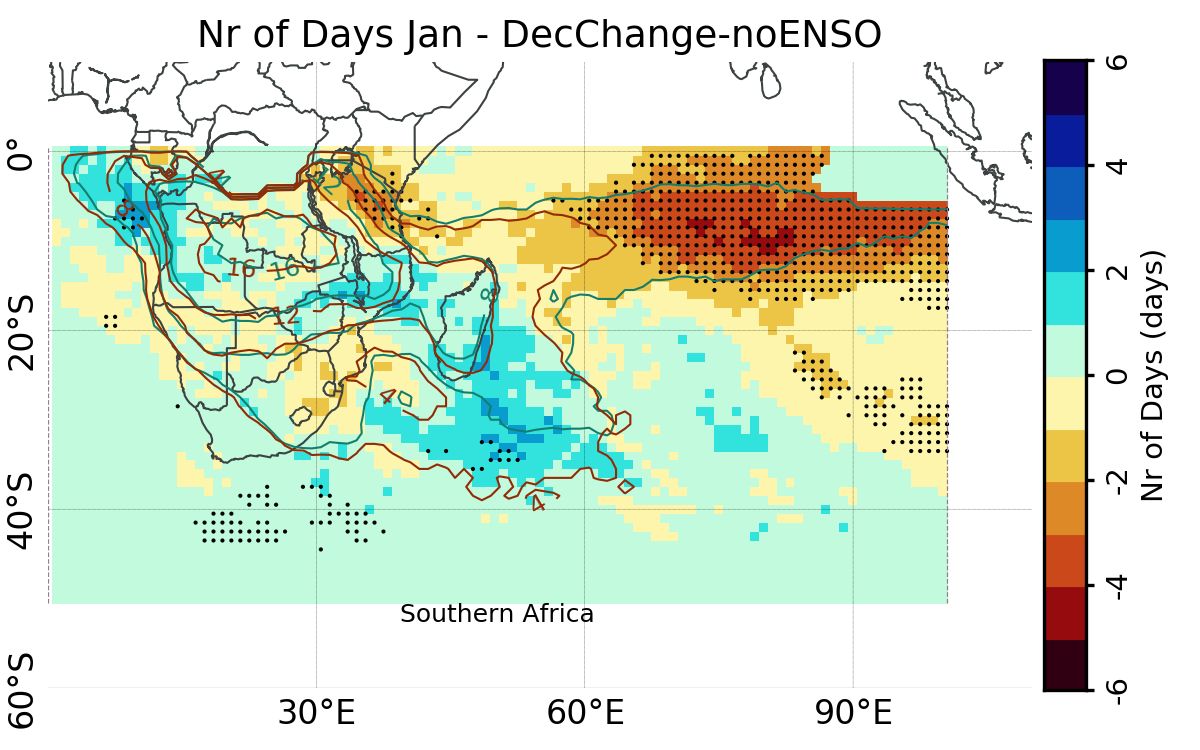 Nr of Days Jan - DecChange-noENSO
0°
20°S
40°S
60°S
30°E
60°E
90°E
Southern Africa
16
16
12
8
8
4
4
6
4
2
0
-2
-4
-6
Nr of Days (days)